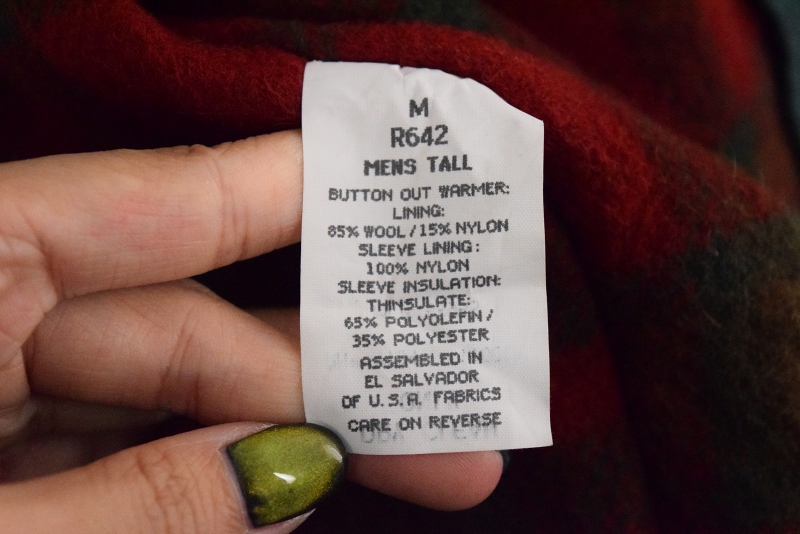 M
R642
MENS TALL
BUTTON OUT WARMER:
LINING:
85% WOOL/15% NYLON
SLEEVE LINING:
100% NYLON
SLEEVE INSULATION:
THINSULATE:
65% POLYOLEFIN/
35% POLYESTER
ASSEMBLED IN
EL SALVADOR
OF U.S.A. FABRICS
CARE ON REVERSE